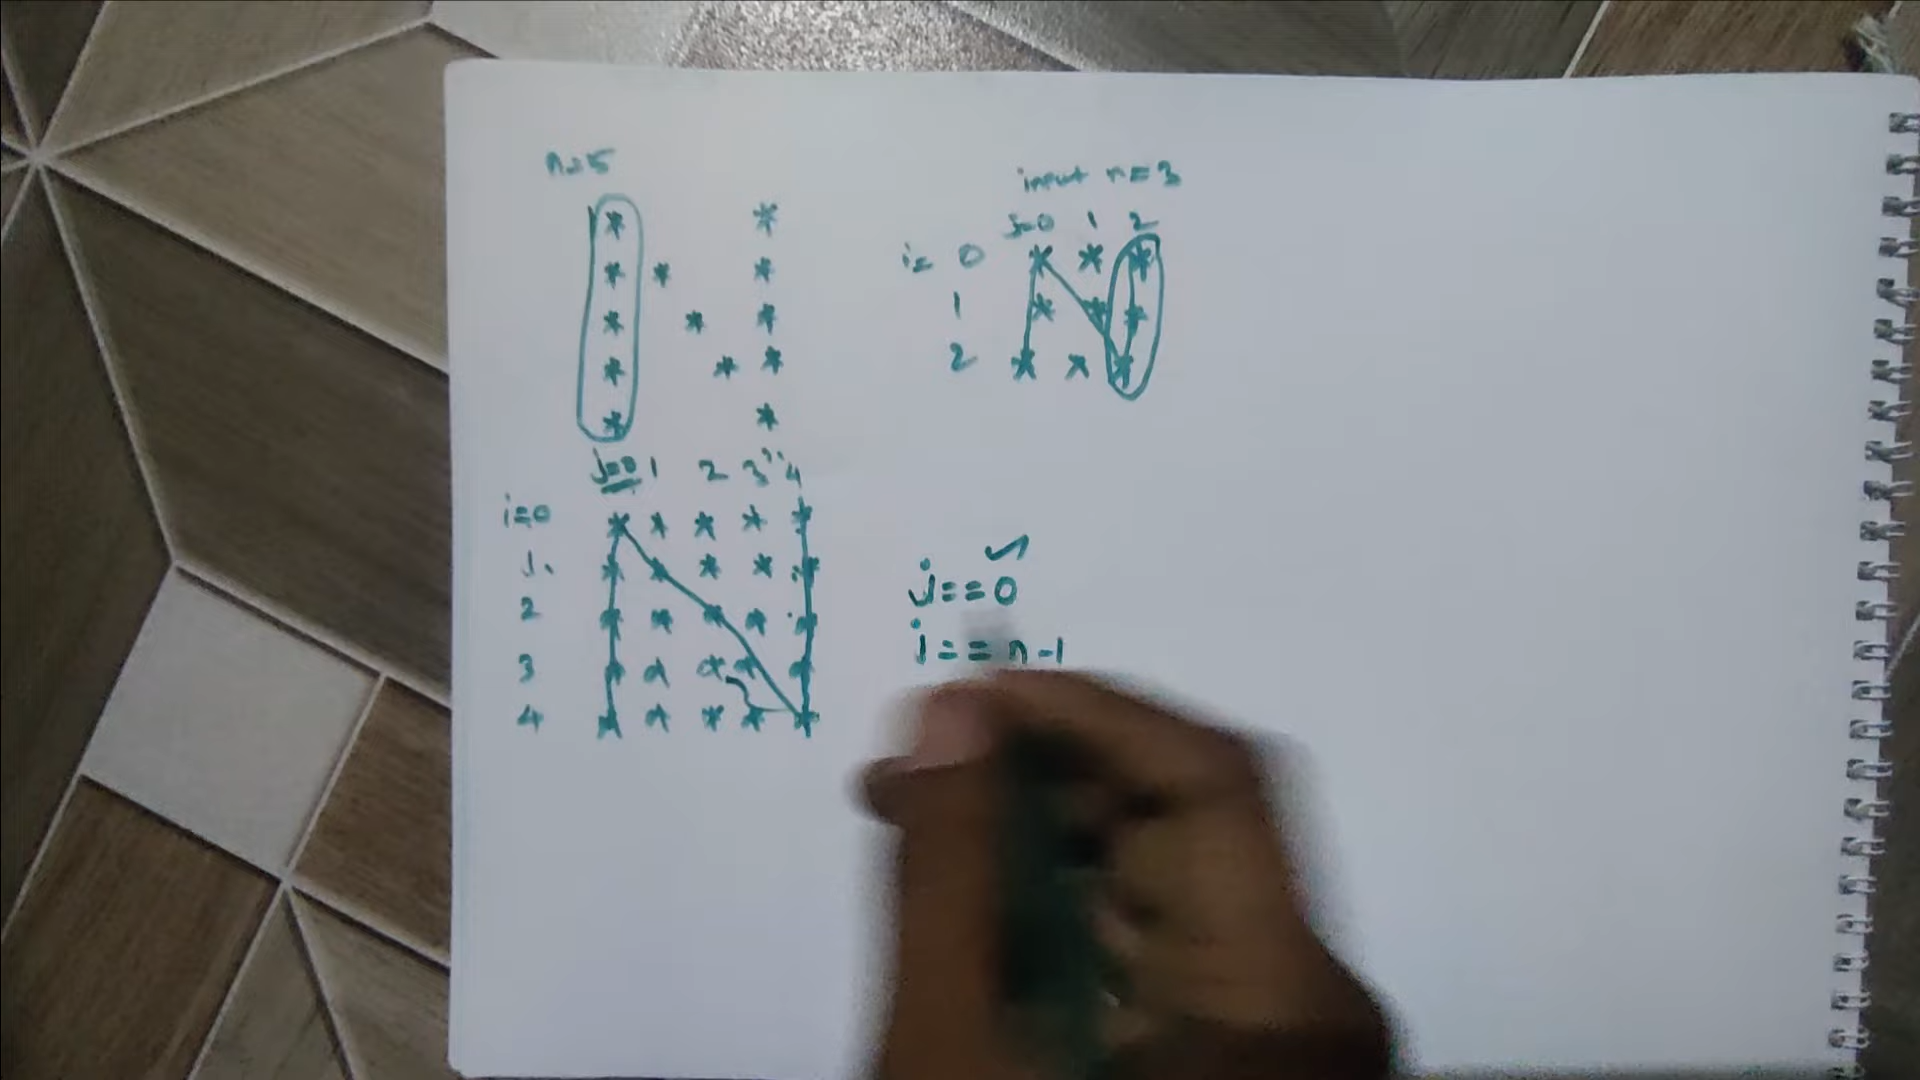 n=5
* *
* * *
* * *
* * *
* *
j=0 1 2 3 4
i=0 * * * * *
1. * * * * *
2 * * * * *
3 * * * * *
4 * * * * *
input n=3
j=0 1 2
i= 0 * * *
1 * * *
2 * * *
j==0
j==n-1